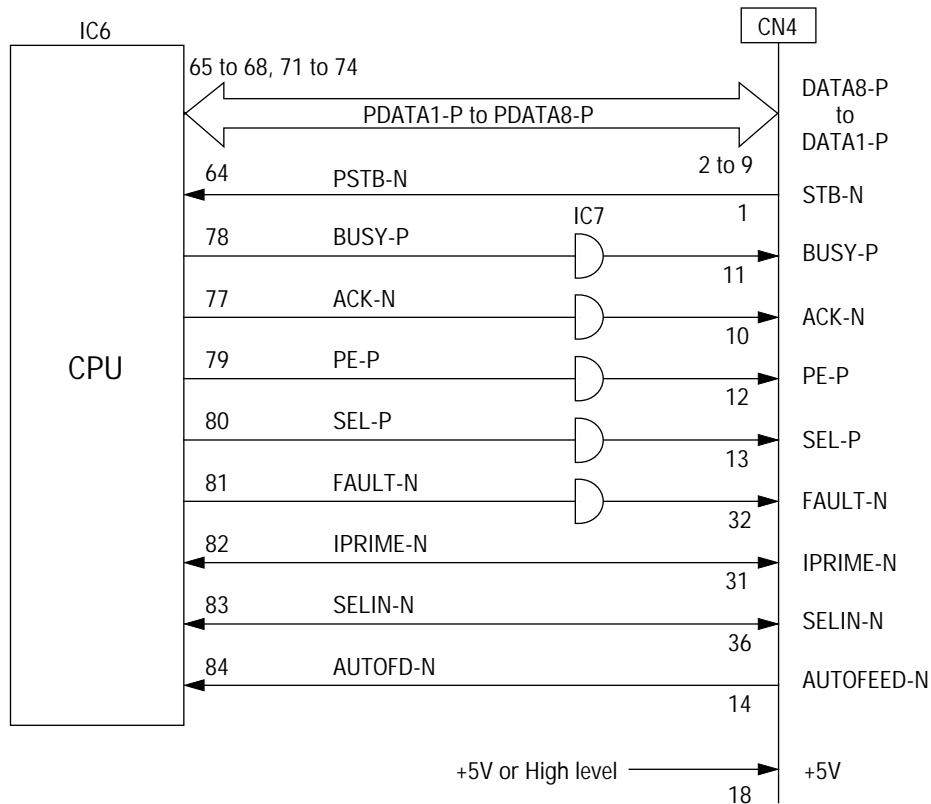 IC6
CN4
65 to 68, 71 to 74
PDATA1-P to PDATA8-P
DATA8-P
to
DATA1-P
2 to 9
64 PSTB-N
1
STB-N
IC7
78 BUSY-P
11
BUSY-P
77 ACK-N
10
ACK-N
CPU
79 PE-P
12
PE-P
80 SEL-P
13
SEL-P
81 FAULT-N
32
FAULT-N
82 IPRIME-N
31
IPRIME-N
83 SELIN-N
36
SELIN-N
84 AUTOFD-N
14
AUTOFEED-N
+5V or High level
18
+5V